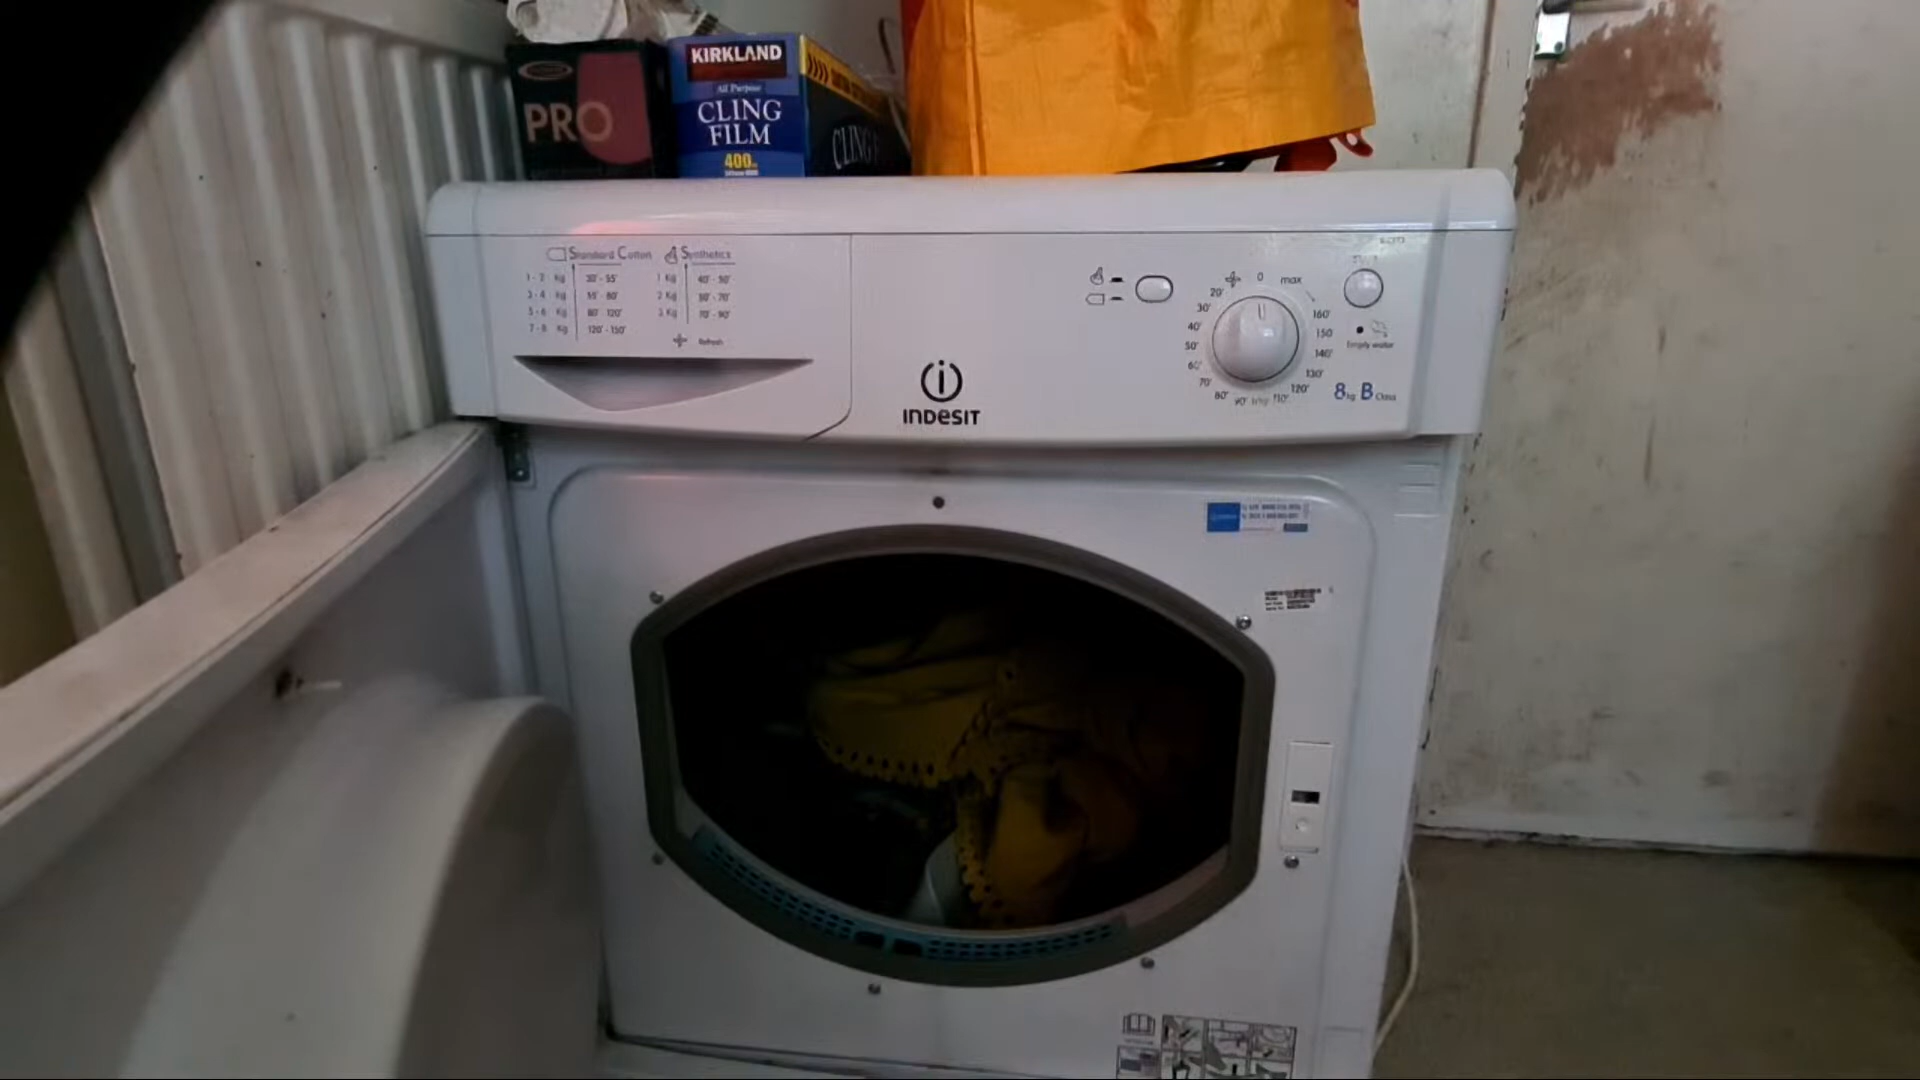 PRO
KIRKLAND
All Purpose
CLING
FILM
400m
CLING F
Standard Cotton
1 - 2 Kg 30' - 55'
3 - 4 Kg 55' - 80'
5 - 6 Kg 80' - 120'
7 - 8 Kg 120' - 150'
Synthetics
1 Kg 40' - 50'
2 Kg 50' - 70'
3 Kg 70' - 90'
Refresh
INDESIT
0
max
20'
30'
40'
50'
60'
70'
80'
90'
110'
120'
130'
140'
150
160'
Empty water
8kg B Class